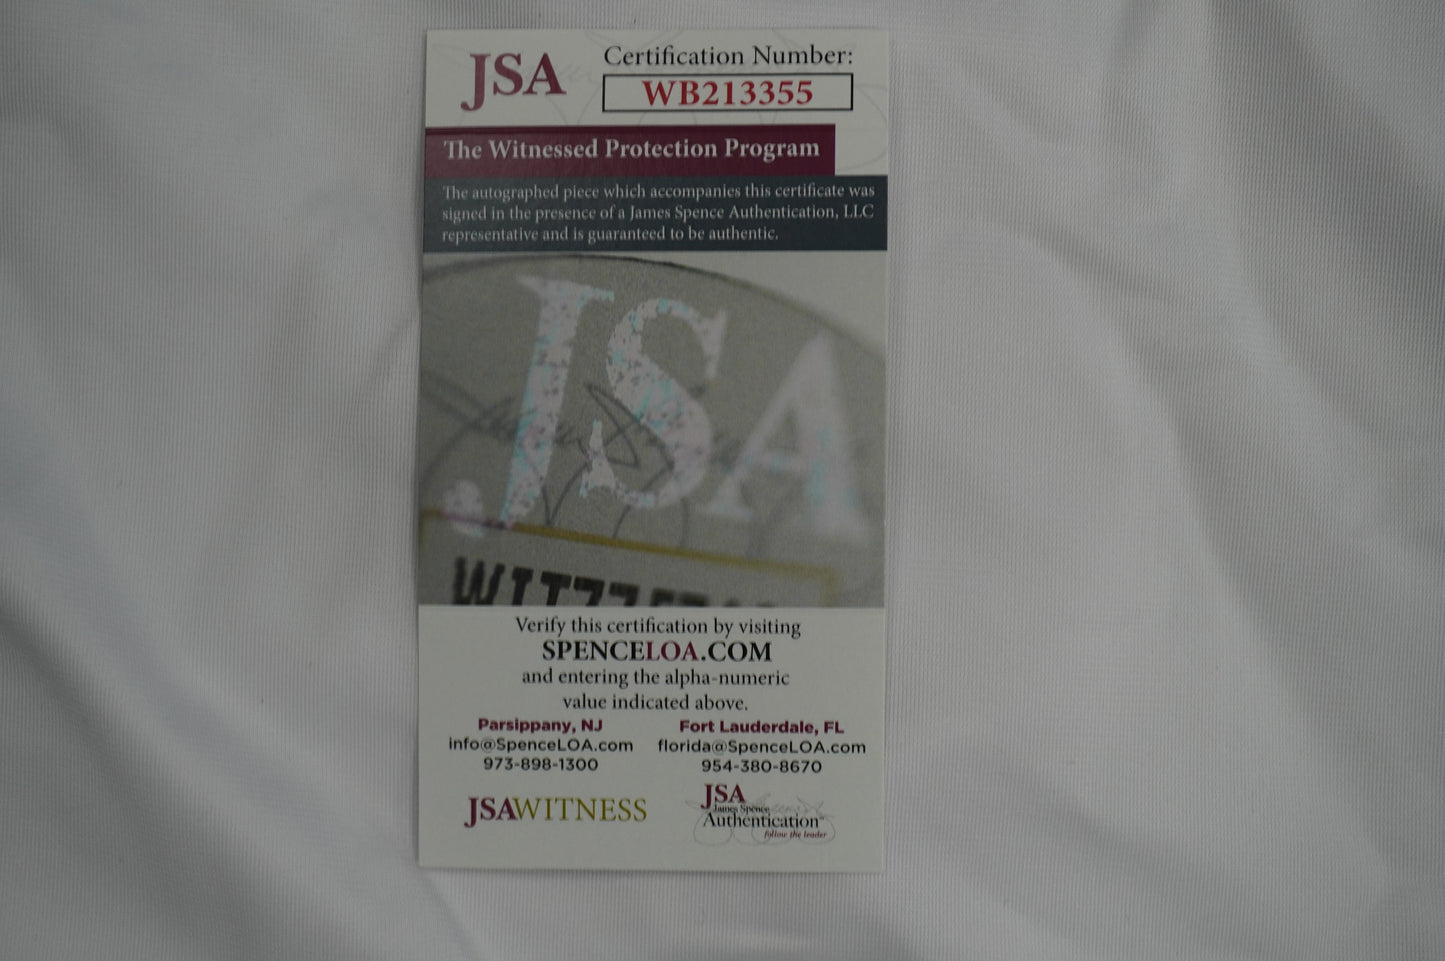 JSA
Certification Number:
WB213355
The Witnessed Protection Program
The autographed piece which accompanies this certificate was
signed in the presence of a James Spence Authentication, LLC
representative and is guaranteed to be authentic.
JSA
Verify this certification by visiting
SPENCELOA.COM
and entering the alpha-numeric
value indicated above.
Parsippany, NJ
info@SpenceLOA.com
973-898-1300
Fort Lauderdale, FL
florida@SpenceLOA.com
954-380-8670
JSAWITNESS
JSA
James Spence
Authentication
follow the leader